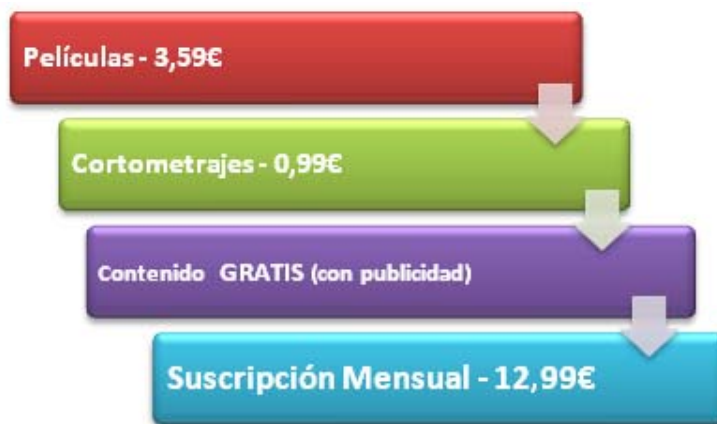 Películas - 3,59€
Cortometrajes - 0,99€
Contenido GRATIS (con publicidad)
Suscripción Mensual - 12,99€